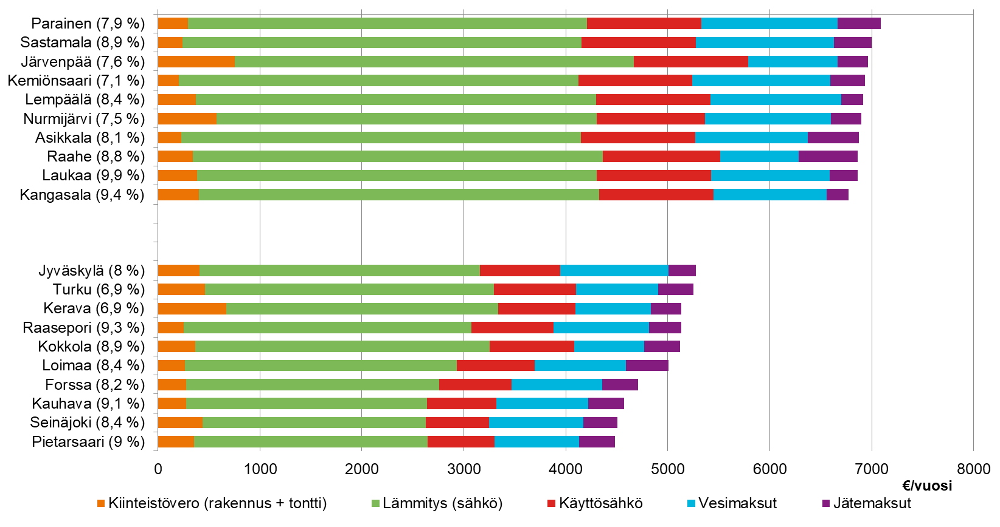 Parainen (7,9 %)
Sastamala (8,9 %)
Järvenpää (7,6 %)
Kemiönsaari (7,1 %)
Lempäälä (8,4 %)
Nurmijärvi (7,5 %)
Asikkala (8,1 %)
Raahe (8,8 %)
Laukaa (9,9 %)
Kangasala (9,4 %)
Jyväskylä (8 %)
Turku (6,9 %)
Kerava (6,9 %)
Raasepori (9,3 %)
Kokkola (8,9 %)
Loimaa (8,4 %)
Forssa (8,2 %)
Kauhava (9,1 %)
Seinäjoki (8,4 %)
Pietarsaari (9 %)
0 1000 2000 3000 4000 5000 6000 7000 8000
€/vuosi
Kiinteistövero (rakennus + tontti) Lämmitys (sähkö) Käyttösähkö Vesimaksut Jätemaksut